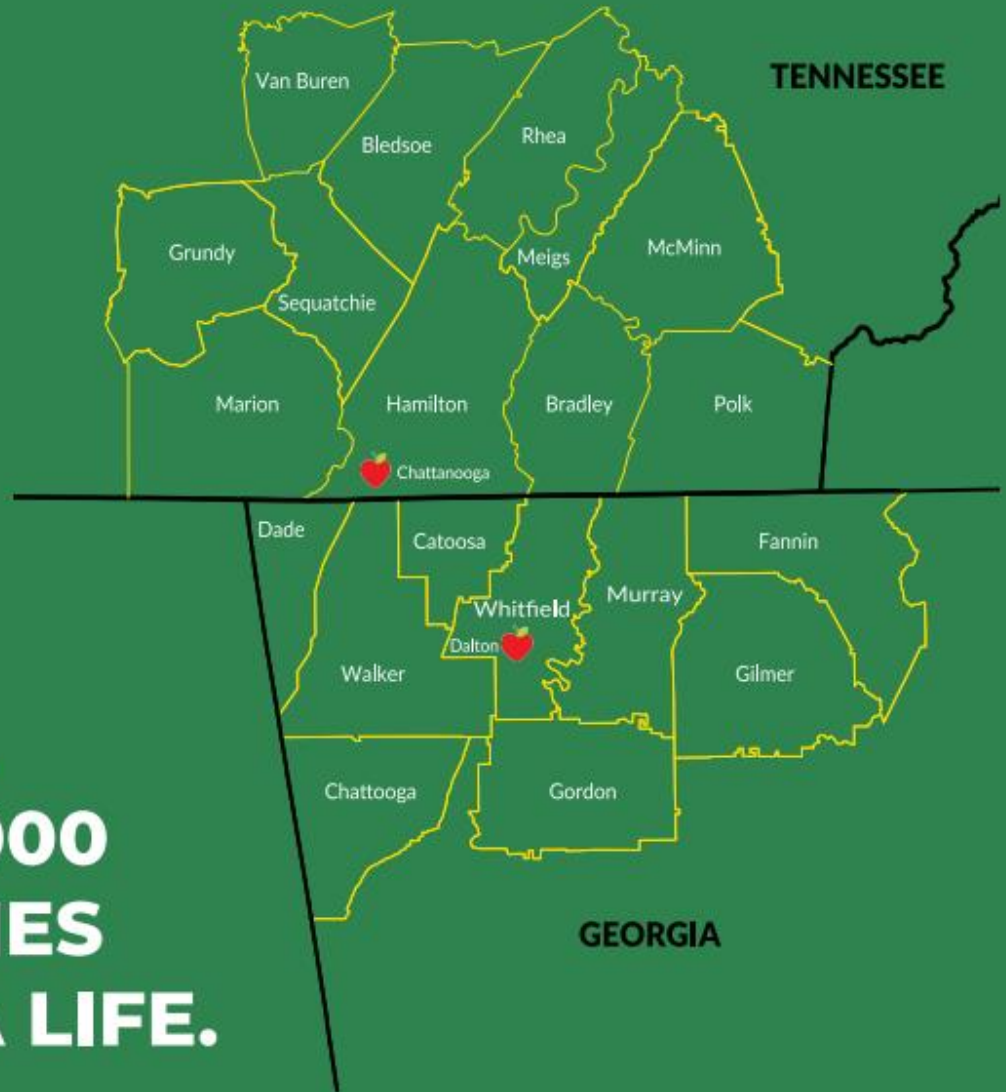 TENNESSEE
Van Buren
Bledsoe
Rhea
Grundy
Sequatchie
Meigs
McMinn
Marion
Hamilton
Bradley
Polk
Chattanooga
Dade
Catoosa
Fannin
Whitfield
Murray
Dalton
Walker
Gilmer
Chattooga
Gordon
000
LIFE.
GEORGIA